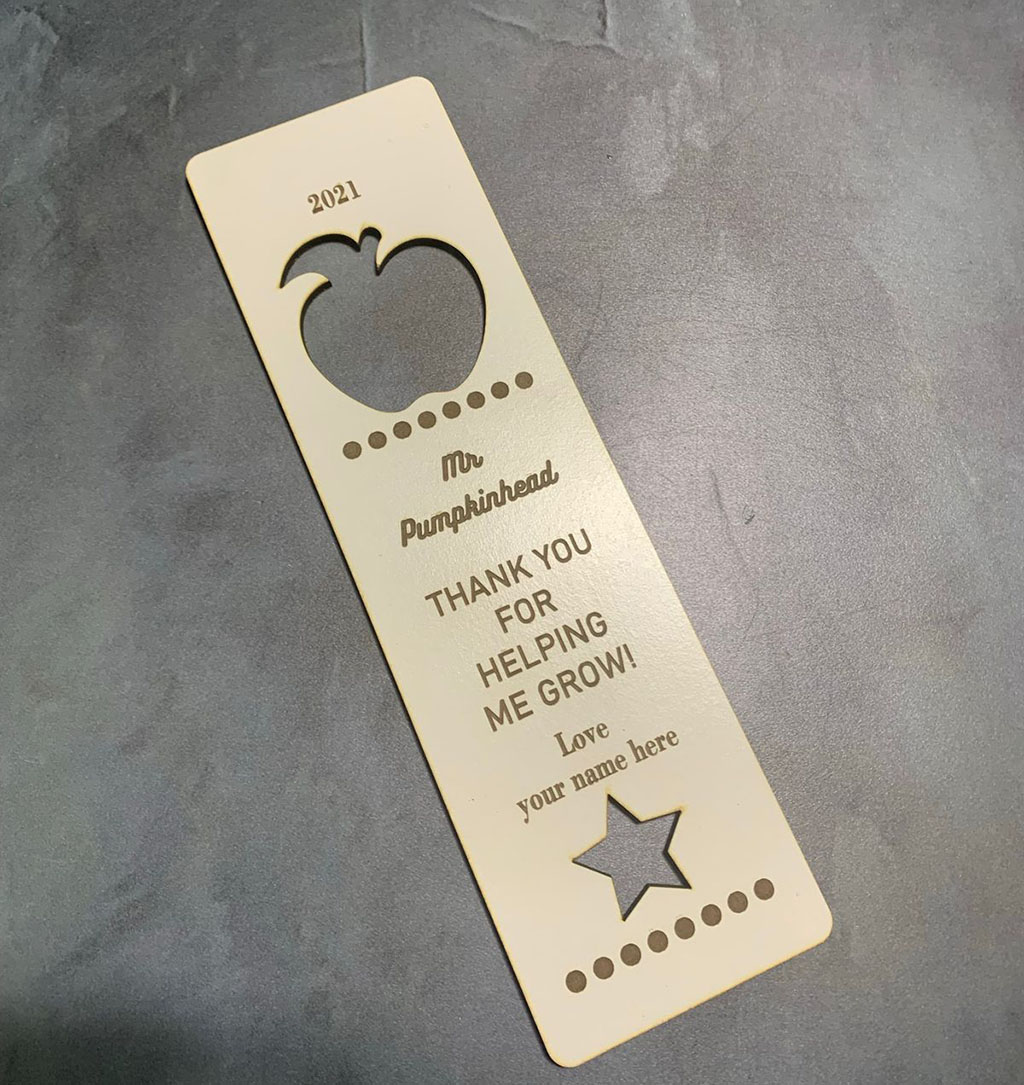 2021
Mr
Pumpkinhead
THANK YOU
FOR
HELPING
ME GROW!
Love
your name here